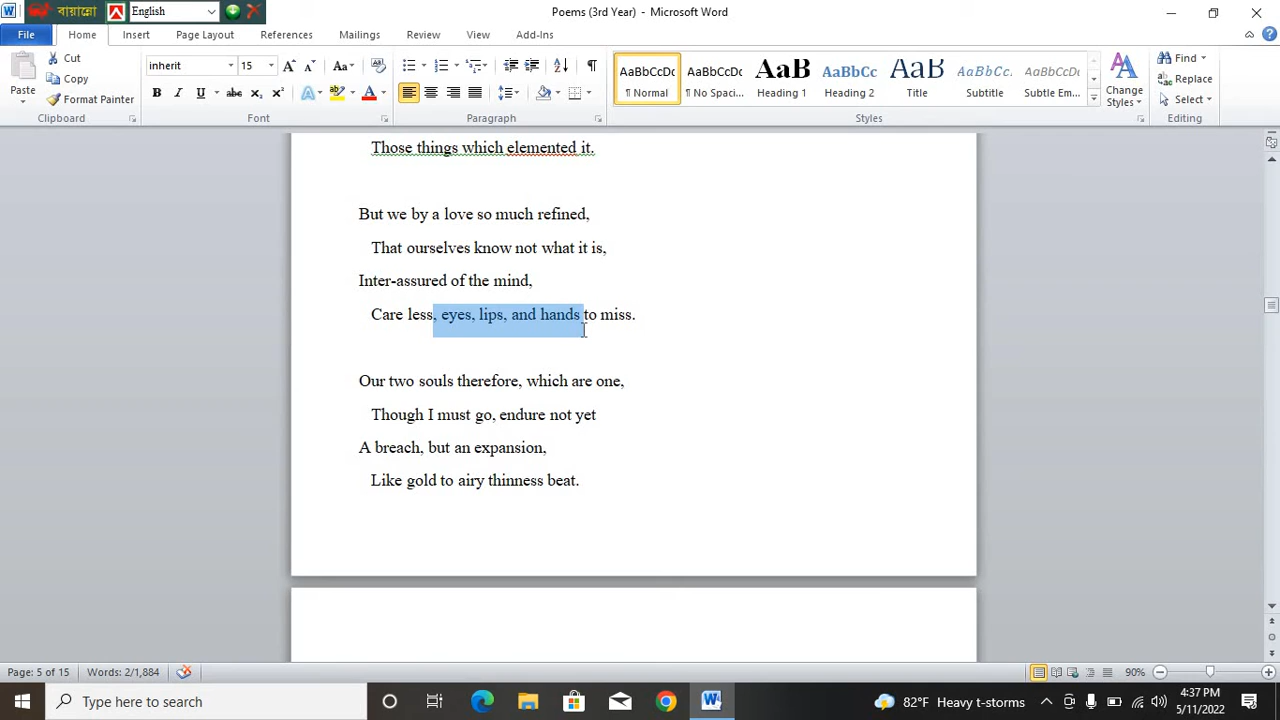 বায়ান্নো English
Poems (3rd Year) - Microsoft Word
File Home Insert Page Layout References Mailings Review View Add-Ins
Paste Cut Copy Format Painter Clipboard
inherit 15 Aa B I U abc x₂ x² A A Font
Paragraph
AaBbCcDc ¶ Normal
AaBbCcDc ¶ No Spaci...
AaB Heading 1
AaBbCc Heading 2
AaB Title
AaBbCcL Subtitle
AaBbCcDc Subtle Em...
Change Styles Styles
Find Replace Select Editing
Those things which elemented it.
But we by a love so much refined,
That ourselves know not what it is,
Inter-assured of the mind,
Care less, eyes, lips, and hands to miss.
Our two souls therefore, which are one,
Though I must go, endure not yet
A breach, but an expansion,
Like gold to airy thinness beat.
Page: 5 of 15 Words: 2/1,884 90%
Type here to search 82°F Heavy t-storms 4:37 PM
5/11/2022